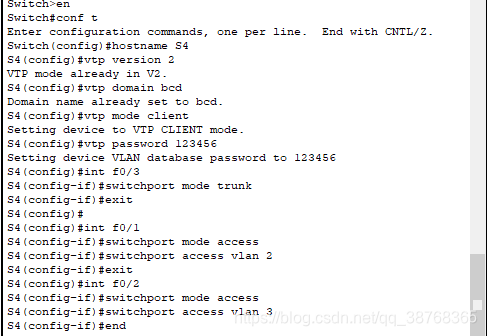 Switch>en
Switch#conf t
Enter configuration commands, one per line.  End with CNTL/Z.
Switch(config)#hostname S4
S4(config)#vtp version 2
VTP mode already in V2.
S4(config)#vtp domain bcd
Domain name already set to bcd.
S4(config)#vtp mode client
Setting device to VTP CLIENT mode.
S4(config)#vtp password 123456
Setting device VLAN database password to 123456
S4(config)#int f0/3
S4(config-if)#switchport mode trunk
S4(config-if)#exit
S4(config)#
S4(config)#int f0/1
S4(config-if)#switchport mode access
S4(config-if)#switchport access vlan 2
S4(config-if)#exit
S4(config)#int f0/2
S4(config-if)#switchport mode access
S4(config-if)#switchport access vlan 3
https://blog.csdn.net/qq_38768365
S4(config-if)#end